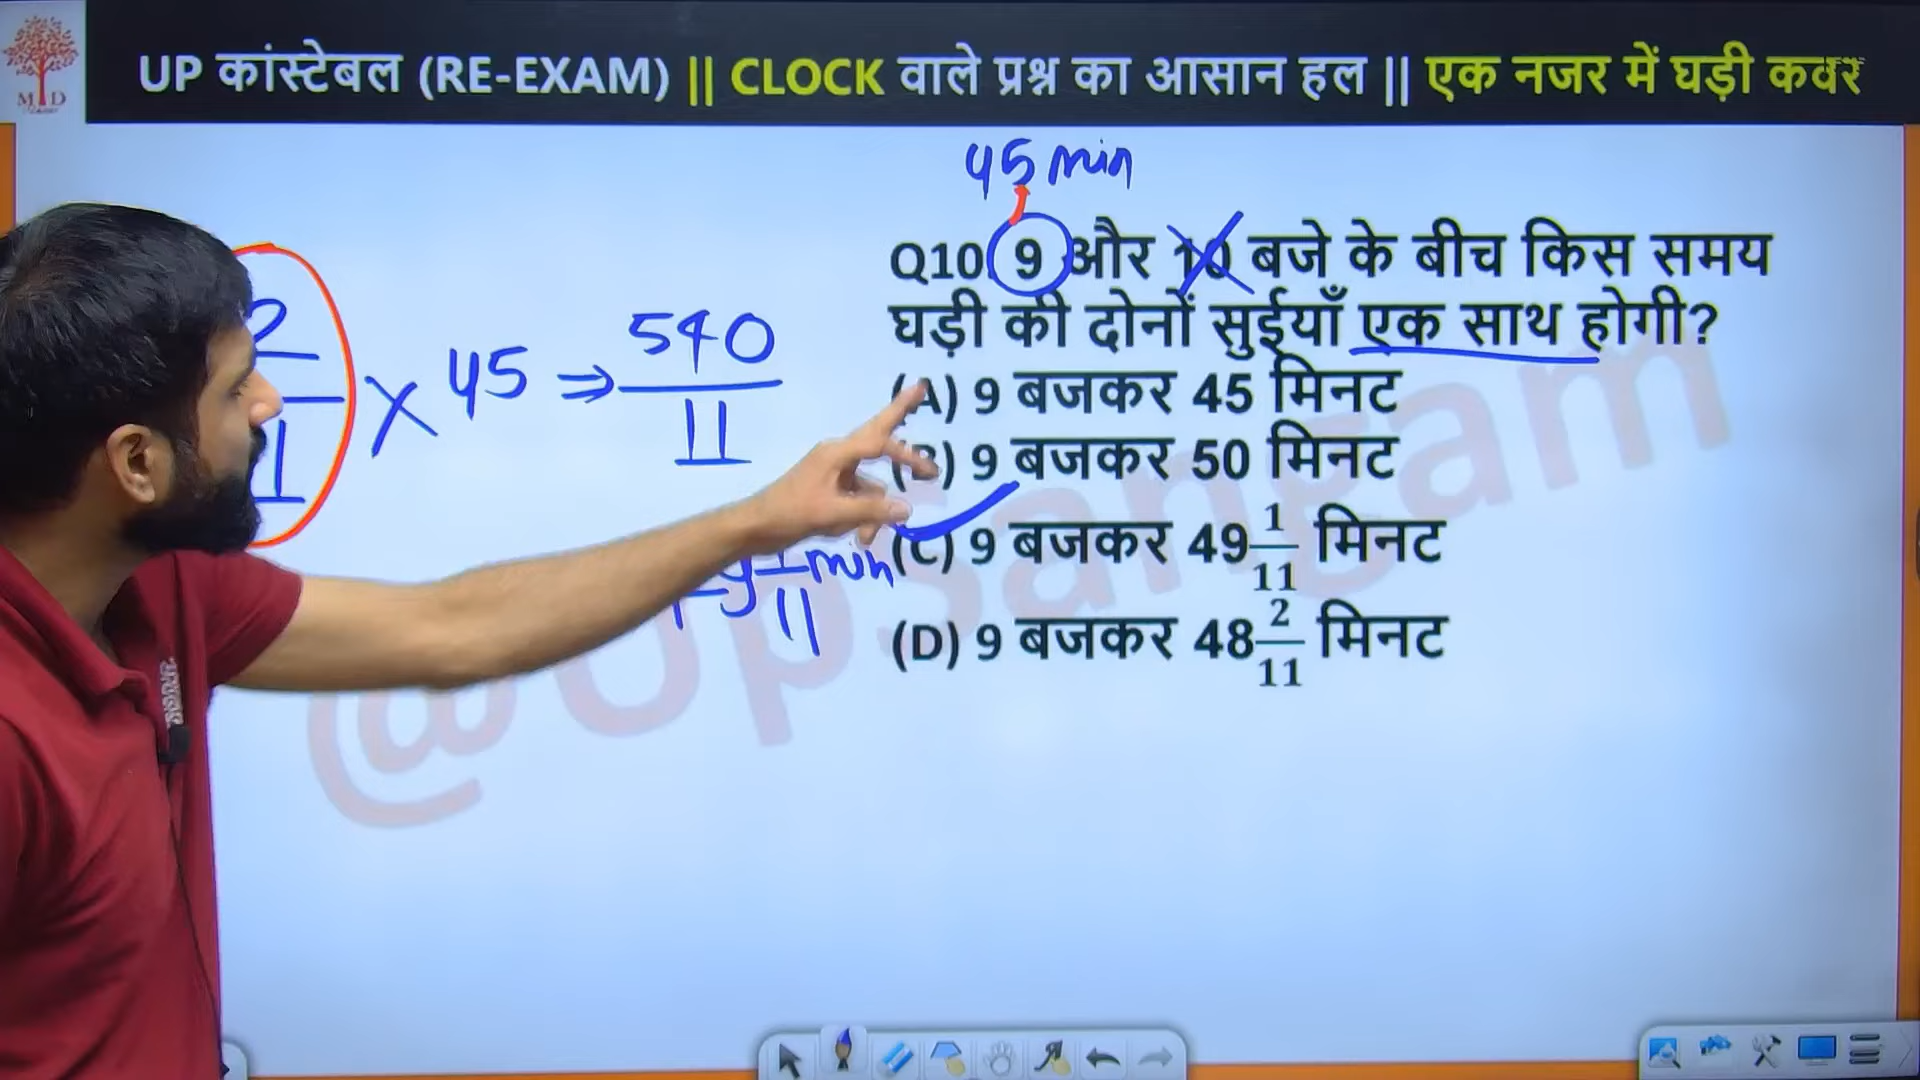 UP कांस्टेबल (RE-EXAM) || CLOCK वाले प्रश्न का आसान हल || एक नजर में घड़ी कवर
45 min
Q10. 9 और 10 बजे के बीच किस समय
घड़ी की दोनों सुईयाँ एक साथ होगी?
(A) 9 बजकर 45 मिनट
(B) 9 बजकर 50 मिनट
(C) 9 बजकर 49 1/11 मिनट
(D) 9 बजकर 48 2/11 मिनट
× 45 ⇒ 540/11
min
@UpSangam